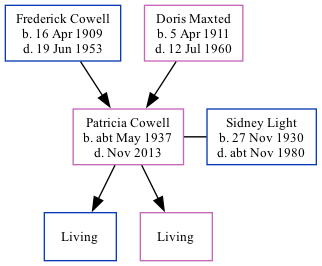 Frederick Cowell
b. 16 Apr 1909
d. 19 Jun 1953
Doris Maxted
b. 5 Apr 1911
d. 12 Jul 1960
Patricia Cowell
b. abt May 1937
d. Nov 2013
Sidney Light
b. 27 Nov 1930
d. abt Nov 1980
Living
Living